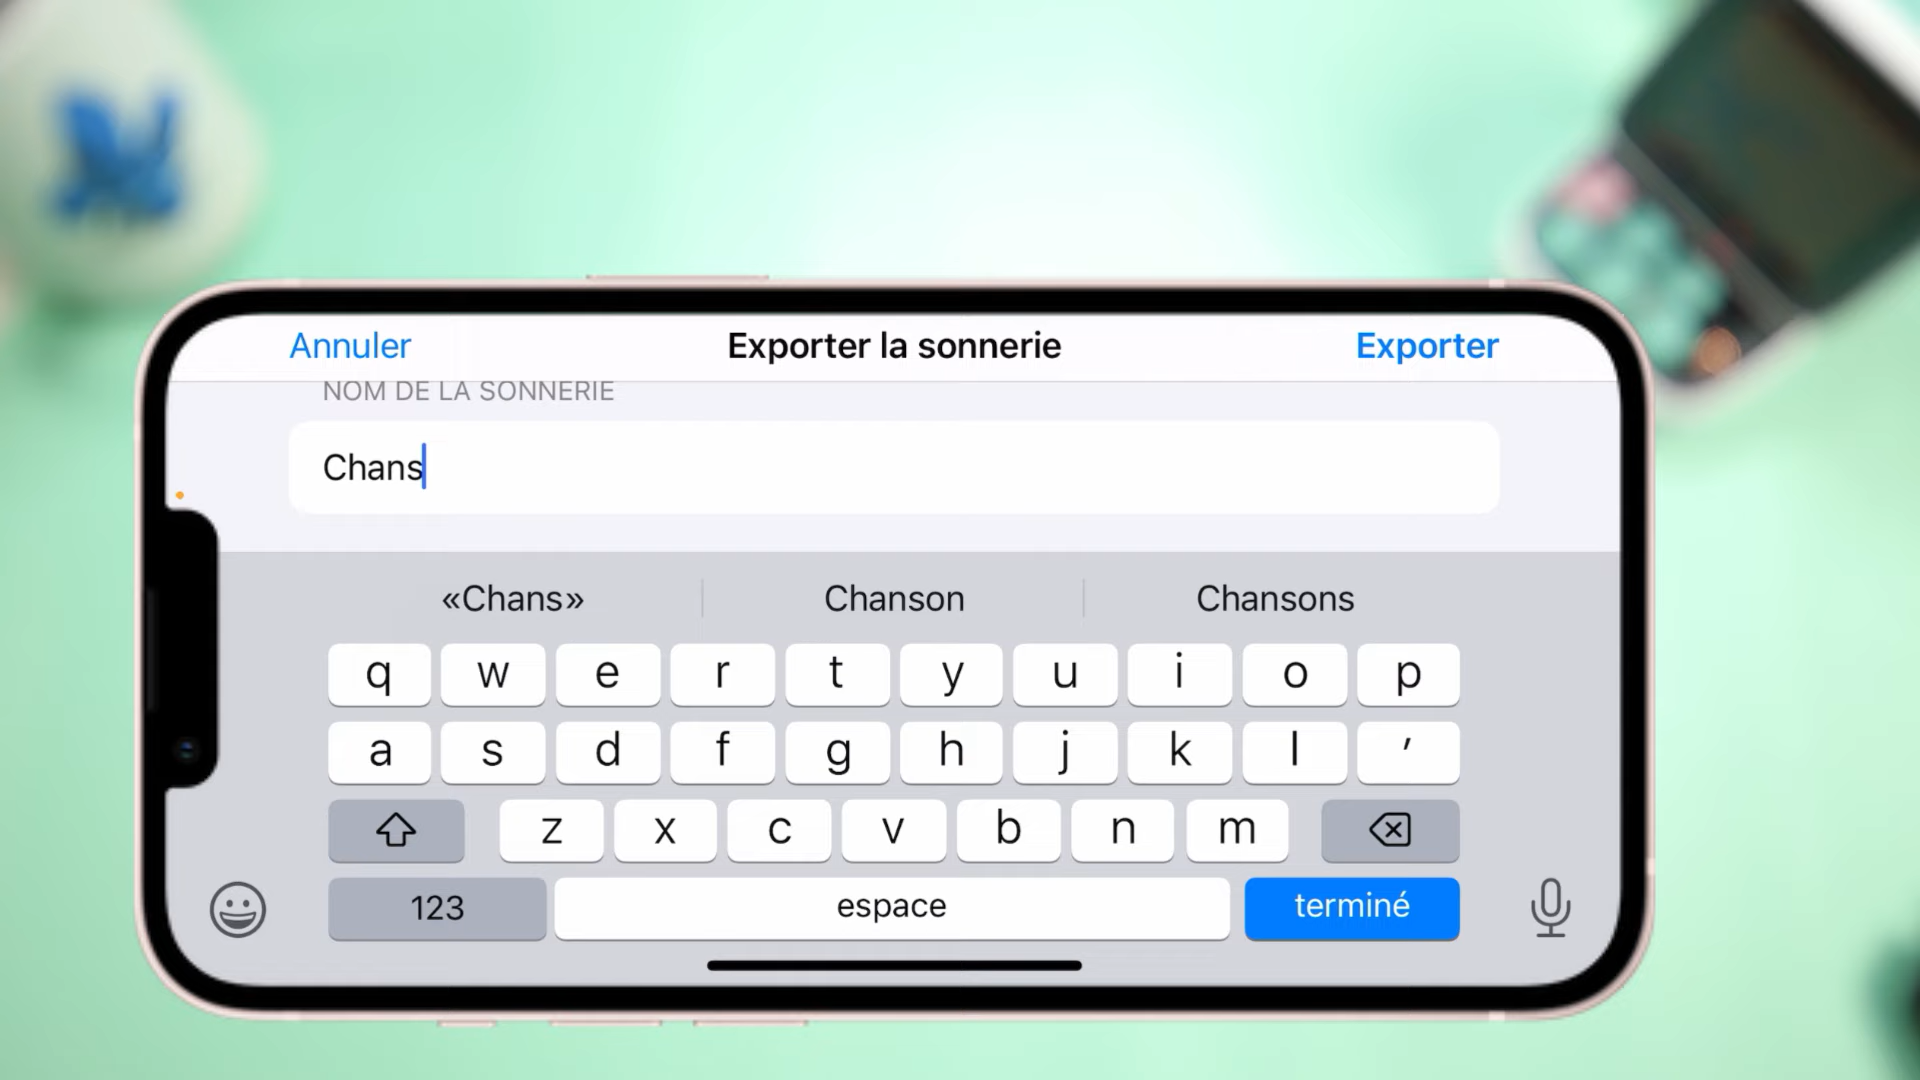 Annuler Exporter la sonnerie Exporter
NOM DE LA SONNERIE
Chans
«Chans» Chanson Chansons
q w e r t y u i o p
a s d f g h j k l ′
z x c v b n m
123 espace terminé